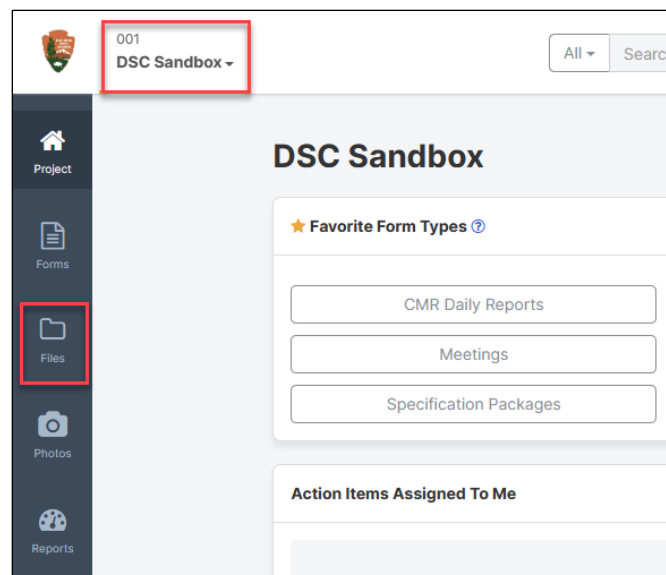 001
DSC Sandbox
All
Searc
Project
Forms
Files
Photos
Reports
DSC Sandbox
Favorite Form Types
CMR Daily Reports
Meetings
Specification Packages
Action Items Assigned To Me